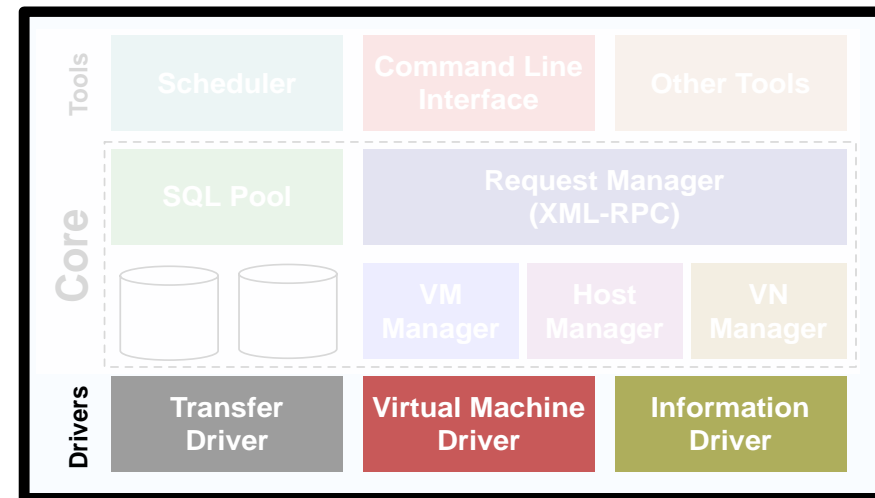 Tools
Scheduler
Command Line
Interface
Other Tools
Core
SQL Pool
Request Manager
(XML-RPC)
VM
Manager
Host
Manager
VN
Manager
Drivers
Transfer
Driver
Virtual Machine
Driver
Information
Driver